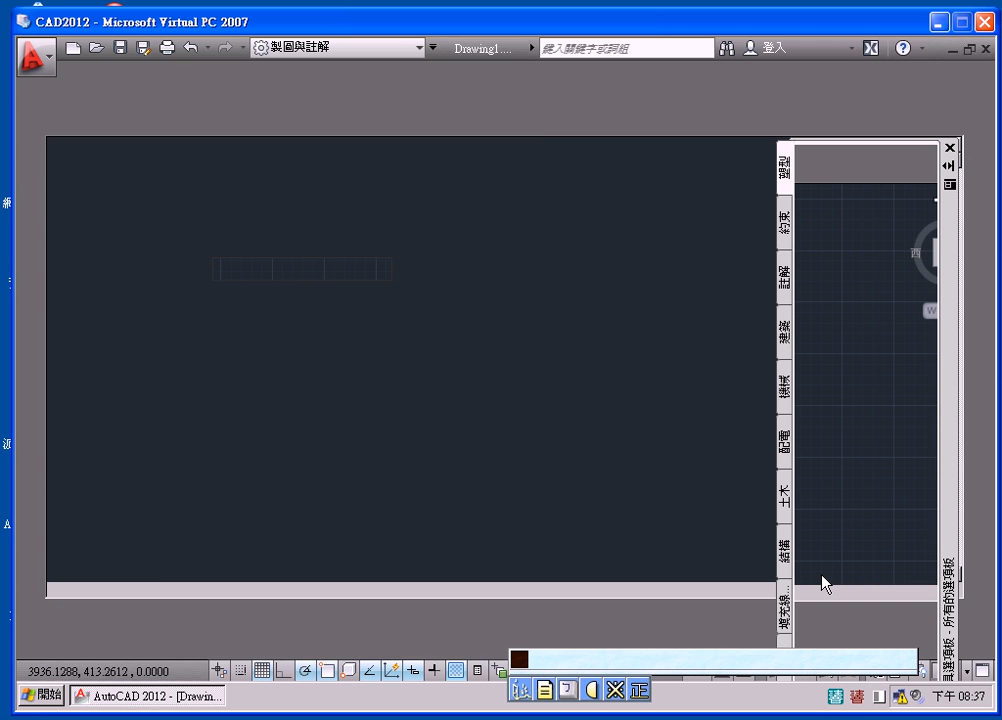 CAD2012 - Microsoft Virtual PC 2007
製圖與註解
Drawing1....
鍵入關鍵字或詞組
登入
塑型
約束
註解
建築
機械
配電
土木
結構
填充線...
西
W
具選項板 - 所有的選項板
源
A
3936.1288, 413.2612 , 0.0000
正
開始
AutoCAD 2012 - [Drawin...
下午 08:37